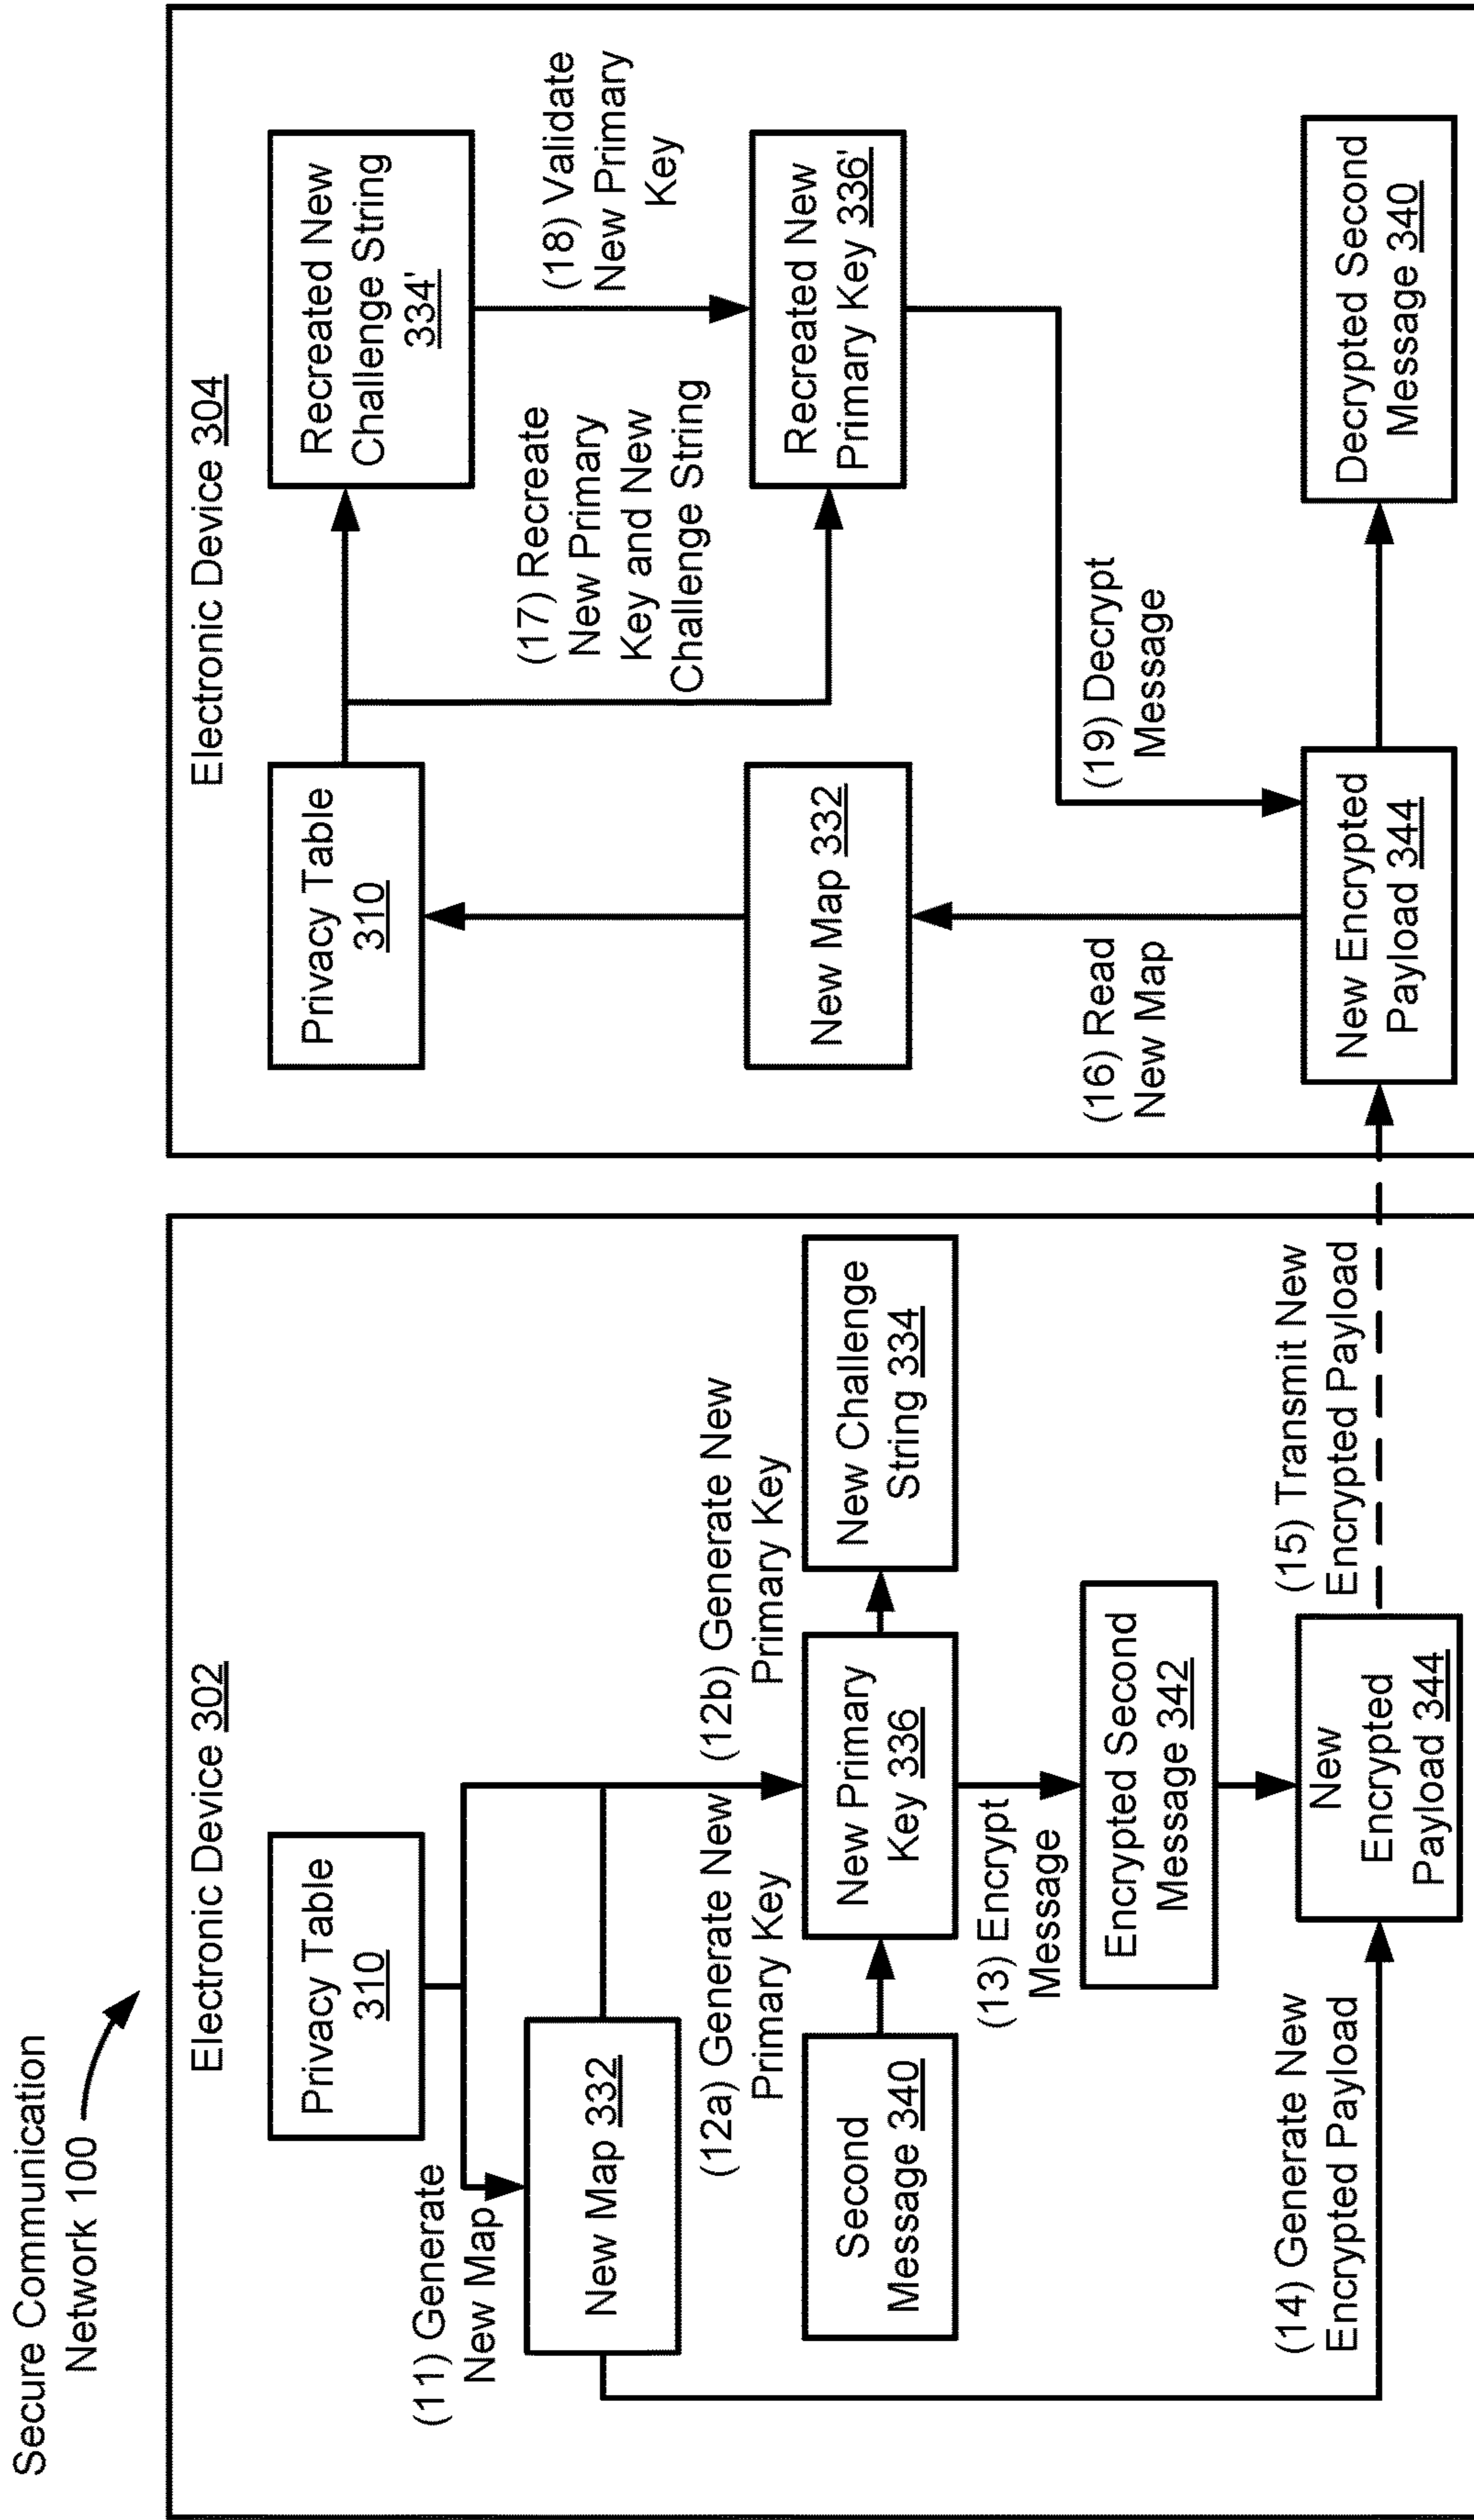 Secure Communication
Network 100
Electronic Device 302
Privacy Table
310
(11) Generate
New Map
New Map 332
(12a) Generate New
Primary Key
(12b) Generate New
Primary Key
Second
Message 340
New Primary
Key 336
New Challenge
String 334
(13) Encrypt
Message
Encrypted Second
Message 342
(14) Generate New
Encrypted Payload
New
Encrypted
Payload 344
(15) Transmit New
Encrypted Payload
Electronic Device 304
Privacy Table
310
Recreated New
Challenge String
334'
(17) Recreate
New Primary
Key and New
Challenge String
(18) Validate
New Primary
Key
New Map 332
Recreated New
Primary Key 336'
(16) Read
New Map
(19) Decrypt
Message
New Encrypted
Payload 344
Decrypted Second
Message 340